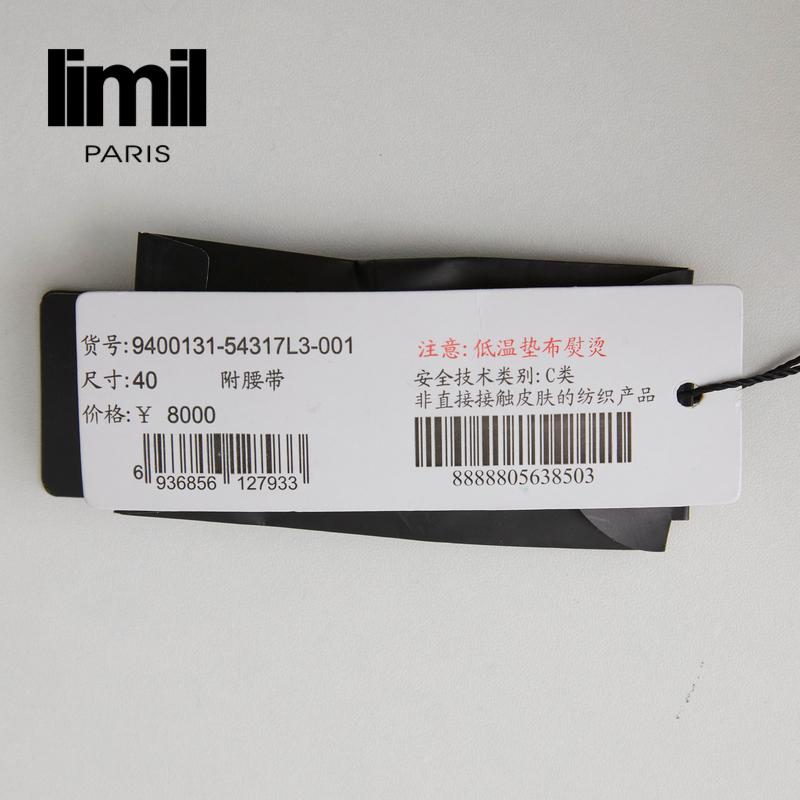 limil
PARIS
货号:9400131-54317L3-001
尺寸:40 附腰带
价格:¥ 8000
6 936856 127933
注意:低温垫布熨烫
安全技术类别:C类
非直接接触皮肤的纺织产品
8888805638503